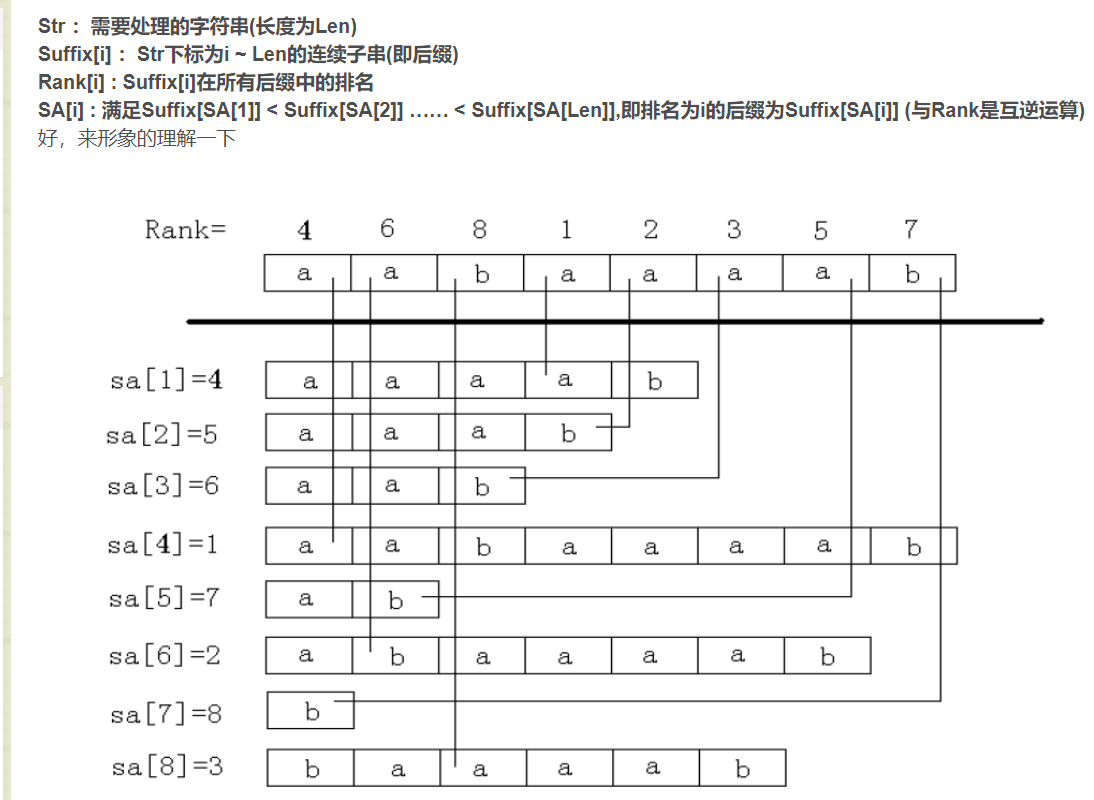 Str： 需要处理的字符串(长度为Len)
Suffix[i]： Str下标为i ~ Len的连续子串(即后缀)
Rank[i] : Suffix[i]在所有后缀中的排名
SA[i] : 满足Suffix[SA[1]] < Suffix[SA[2]] …… < Suffix[SA[Len]],即排名为i的后缀为Suffix[SA[i]] (与Rank是互逆运算)
好，来形象的理解一下
Rank= 4 6 8 1 2 3 5 7
a a b a a a a b
sa[1]=4 a a a a b
sa[2]=5 a a a b
sa[3]=6 a a b
sa[4]=1 a a b a a a a b
sa[5]=7 a b
sa[6]=2 a b a a a a b
sa[7]=8 b
sa[8]=3 b a a a a b